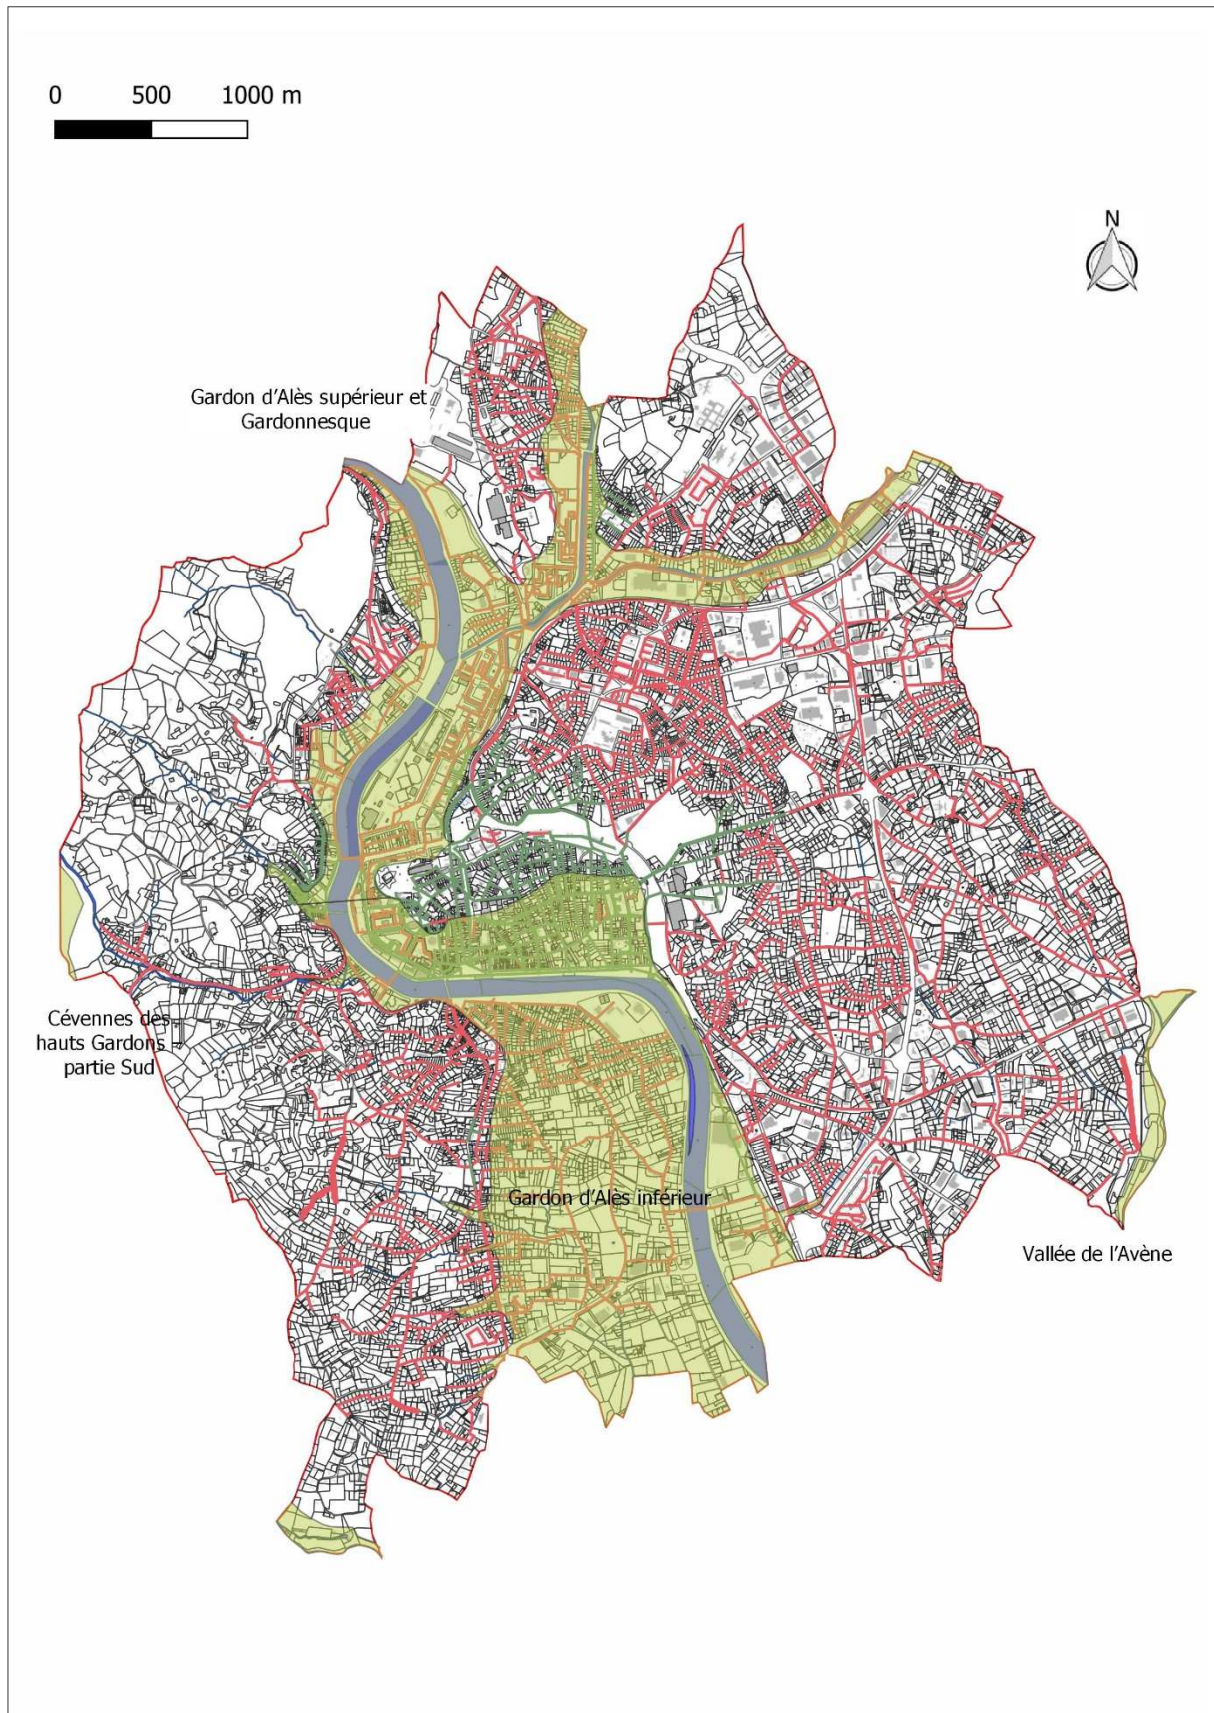 0 500 1000 m
N
Gardon d'Alès supérieur et
Gardonnesque
Cévennes des
hauts Gardons –
partie Sud
Gardon d'Alès inférieur
Vallée de l'Avène